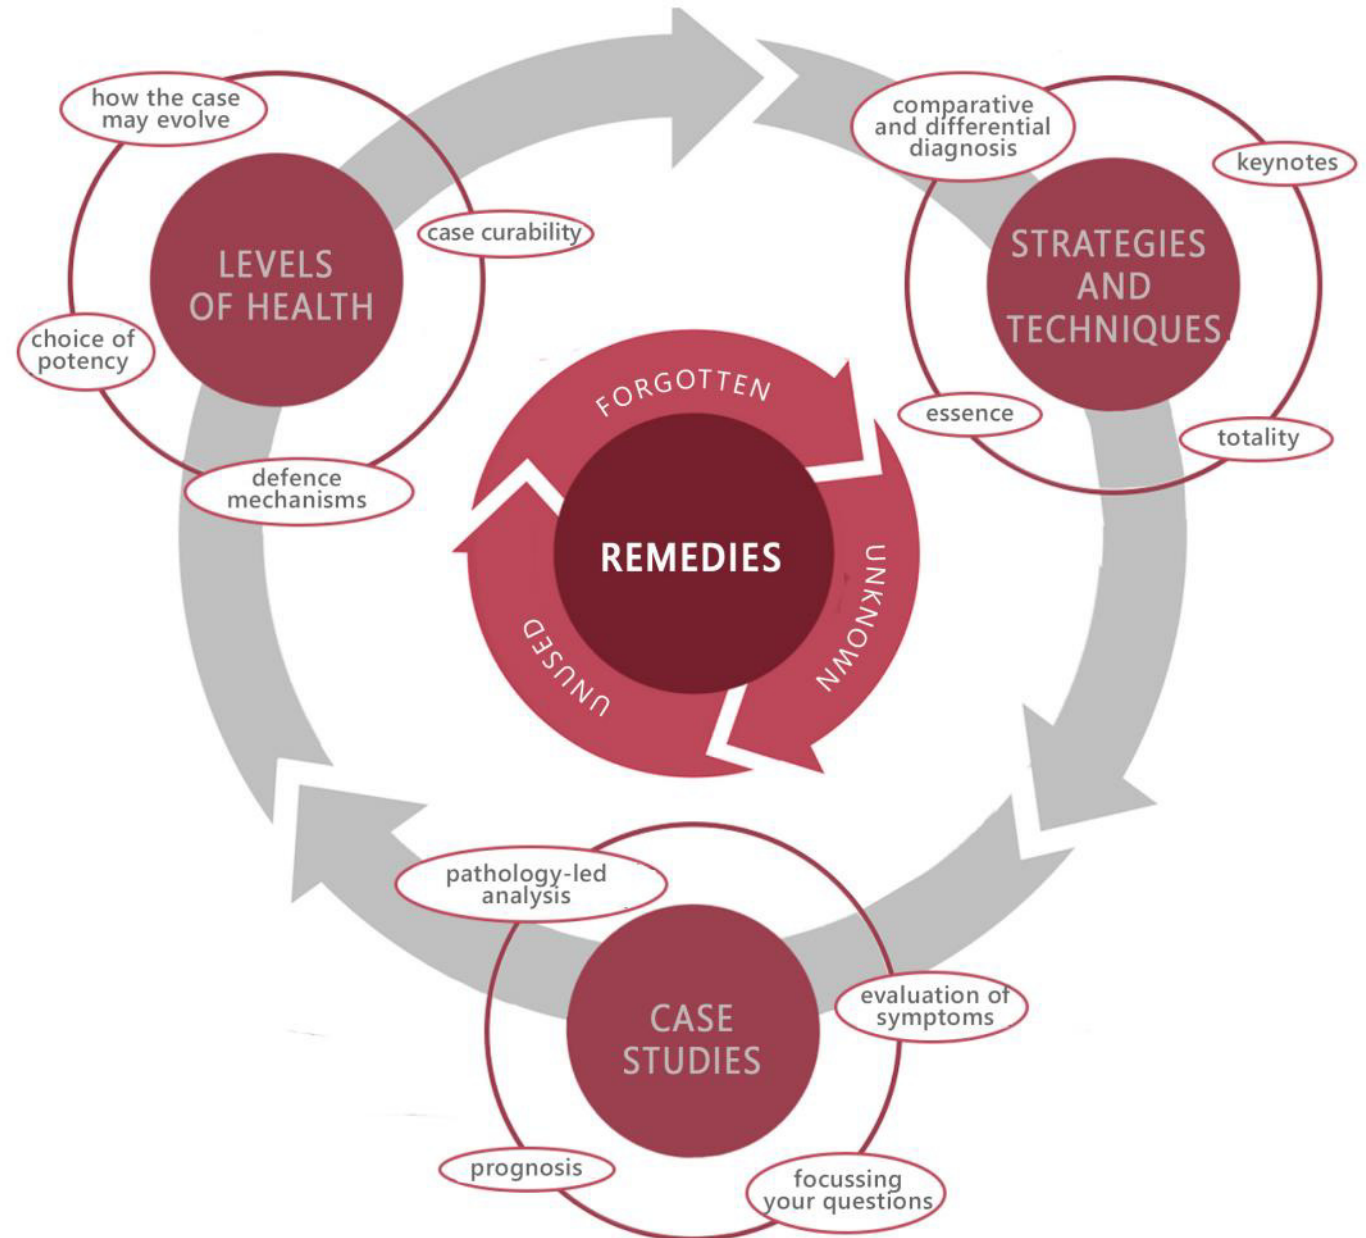 how the case
may evolve
case curability
LEVELS
OF HEALTH
choice of
potency
defence
mechanisms
comparative
and differential
diagnosis
keynotes
STRATEGIES
AND
TECHNIQUES
essence
totality
FORGOTTEN
UNKNOWN
UNUSED
REMEDIES
pathology-led
analysis
evaluation of
symptoms
CASE
STUDIES
prognosis
focussing
your questions